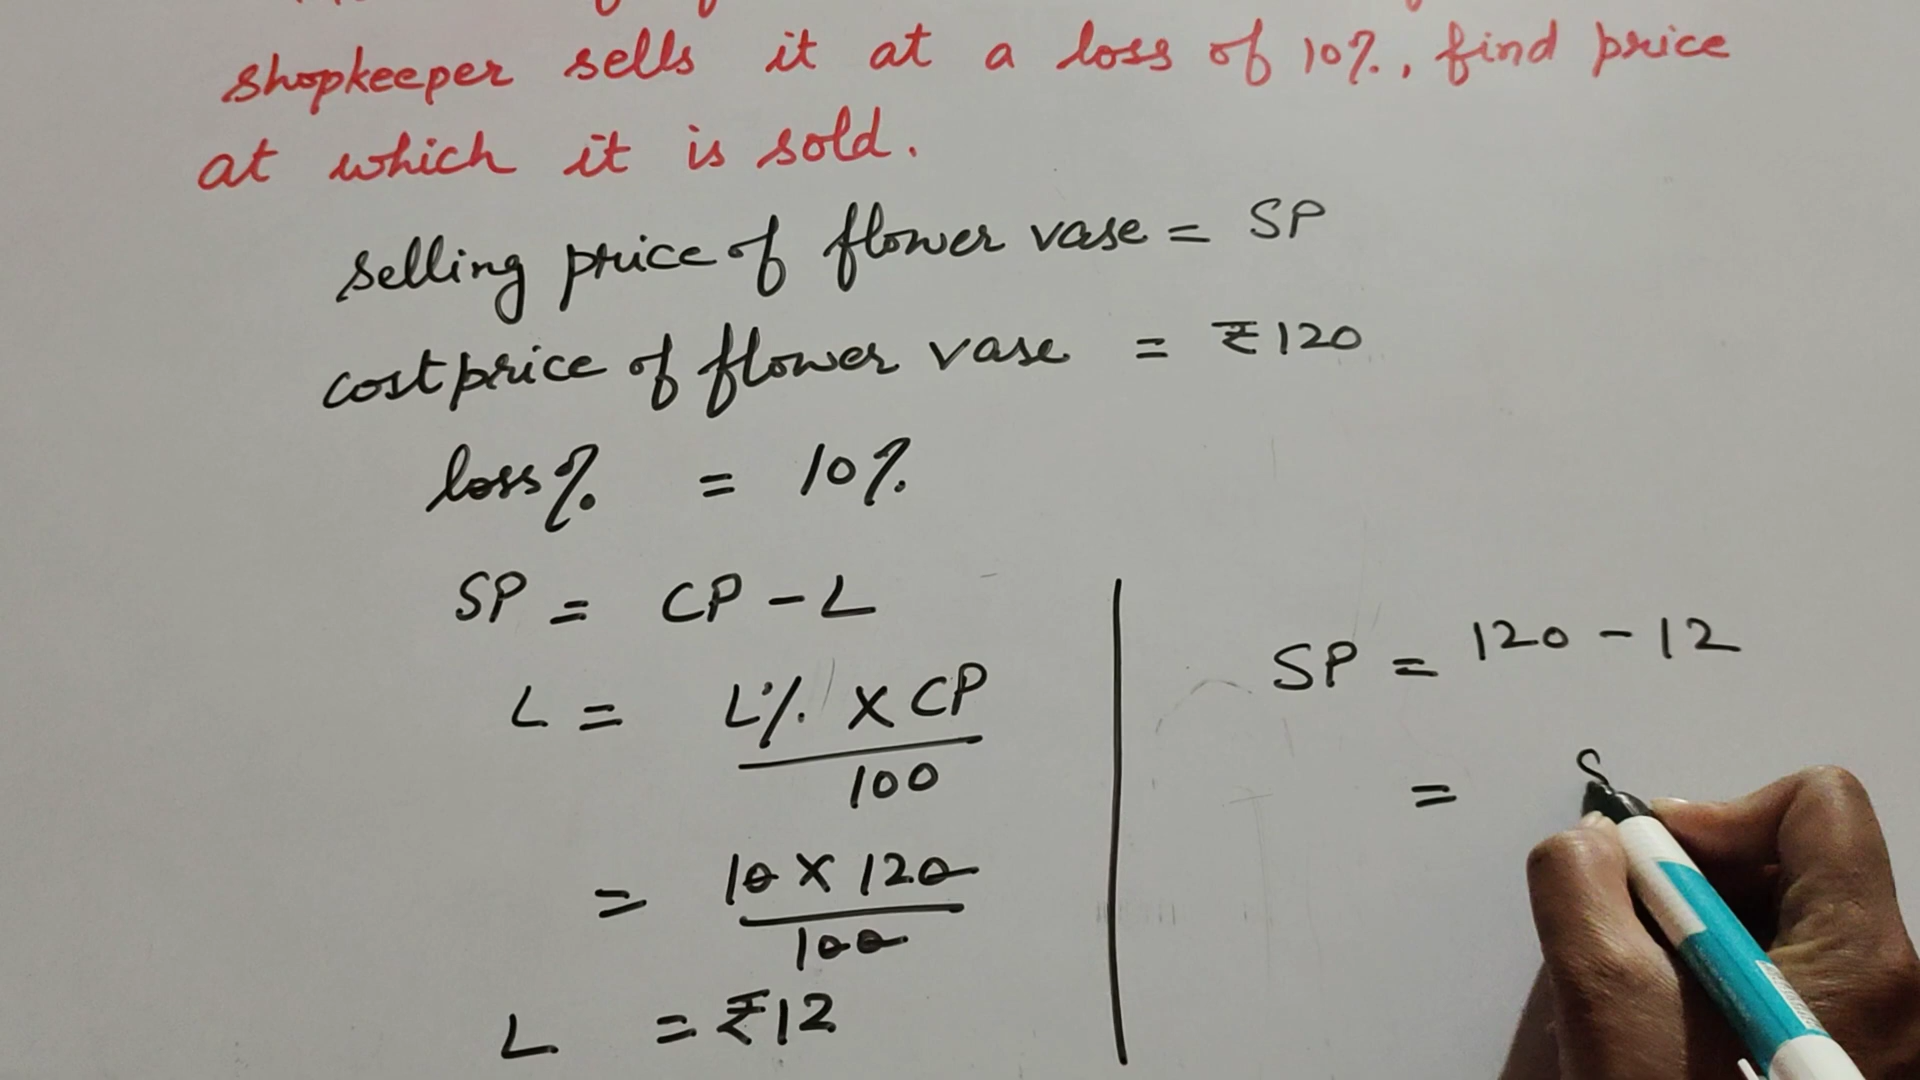 shopkeeper sells it at a loss of 10%, find price
at which it is sold.
selling price of flower vase = SP
cost price of flower vase = ₹120
loss% = 10%
SP = CP - L
L = L% X CP
100
= 10 X 120
100
L = ₹12
SP = 120 - 12
=